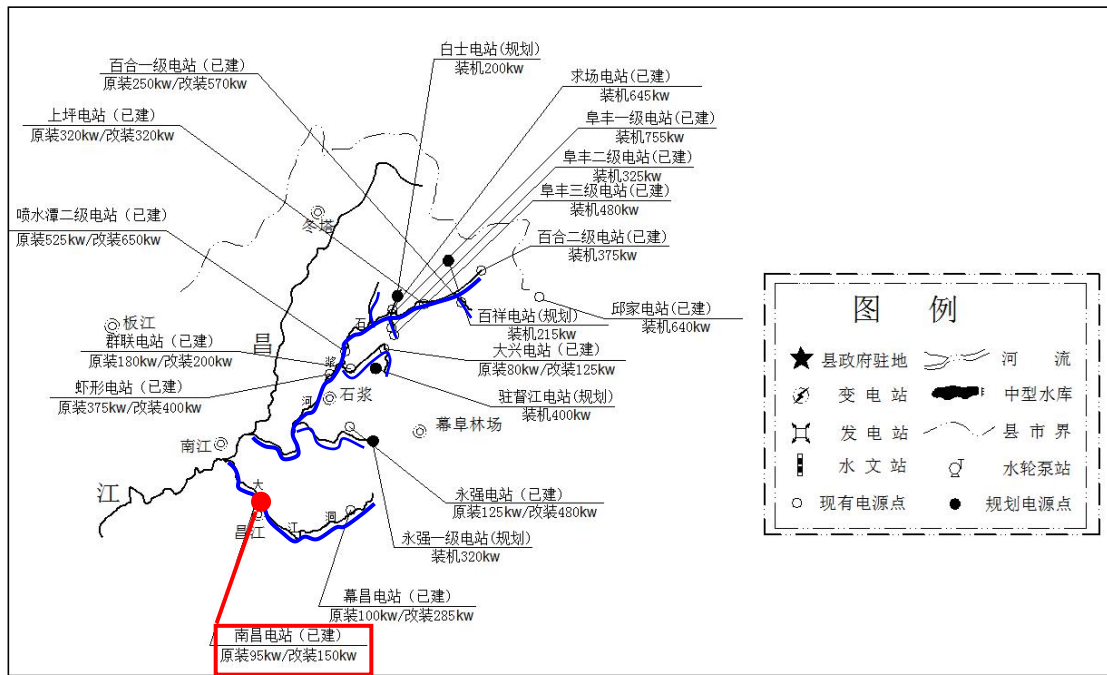 白士电站(规划)
装机200kw
百合一级电站（已建）
原装250kw/改装570kw
求场电站(已建)
装机645kw
上坪电站（已建）
原装320kw/改装320kw
阜丰一级电站(已建)
装机755kw
阜丰二级电站(已建)
装机325kw
阜丰三级电站(已建)
装机480kw
喷水潭二级电站（已建）
原装525kw/改装650kw
冬塔
百合二级电站(已建)
装机375kw
邱家电站(已建)
装机640kw
百祥电站(规划)
装机215kw
板江
昌
石
群联电站（已建）
原装180kw/改装200kw
大兴电站（已建）
原装80kw/改装125kw
浆
虾形电站（已建）
原装375kw/改装400kw
驻督江电站(规划)
装机400kw
河
石浆
幕阜林场
南江
江
大
昌江
江
洞
永强电站（已建）
原装125kw/改装480kw
永强一级电站(规划)
装机320kw
幕昌电站（已建）
原装100kw/改装285kw
南昌电站（已建）
原装95kw/改装150kw
图 例
县政府驻地
河 流
变 电 站
中型水库
发 电 站
县 市 界
水 文 站
水轮泵站
现有电源点
规划电源点